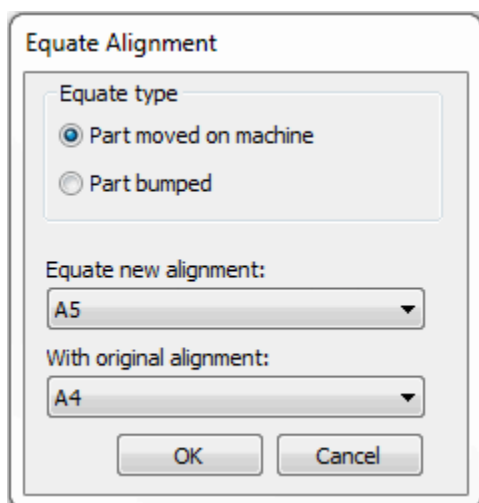 Equate Alignment
Equate type
Part moved on machine
Part bumped
Equate new alignment:
A5
With original alignment:
A4
OK Cancel